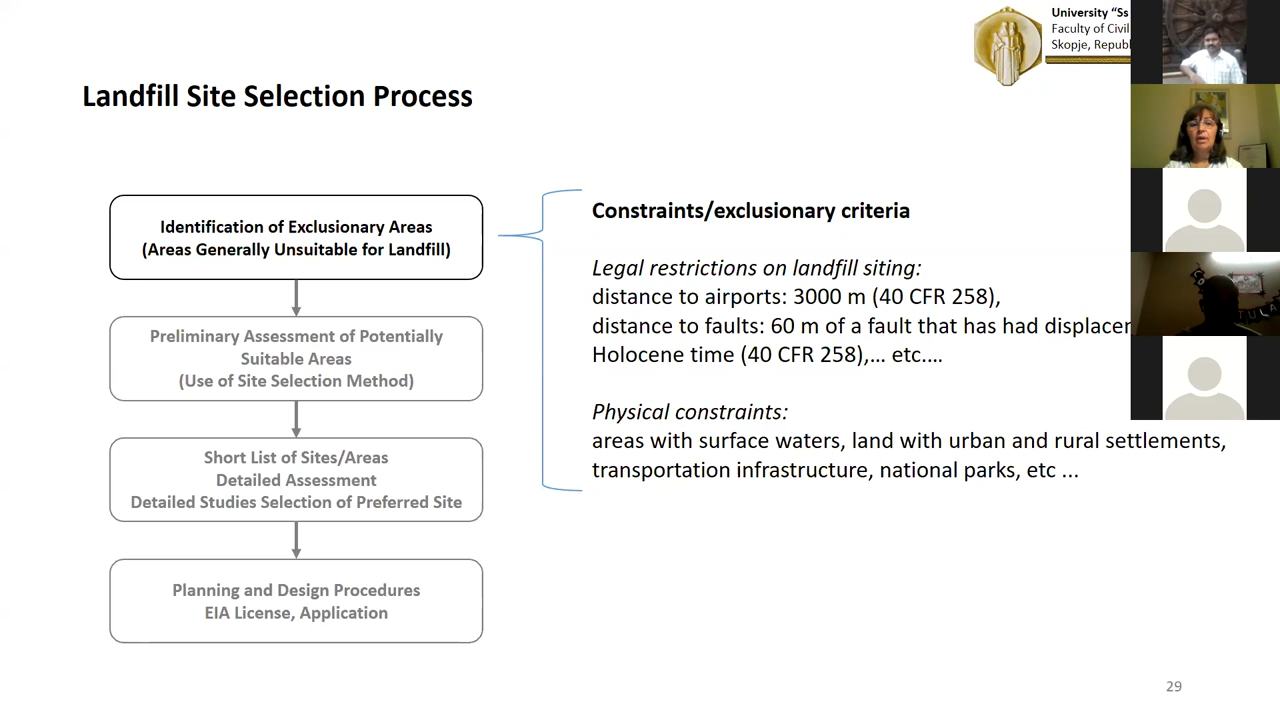 University “Ss
Faculty of Civil
Skopje, Republ
Landfill Site Selection Process
Identification of Exclusionary Areas
(Areas Generally Unsuitable for Landfill)
Preliminary Assessment of Potentially
Suitable Areas
(Use of Site Selection Method)
Short List of Sites/Areas
Detailed Assessment
Detailed Studies Selection of Preferred Site
Planning and Design Procedures
EIA License, Application
Constraints/exclusionary criteria
Legal restrictions on landfill siting:
distance to airports: 3000 m (40 CFR 258),
distance to faults: 60 m of a fault that has had displacem
Holocene time (40 CFR 258),… etc.…
Physical constraints:
areas with surface waters, land with urban and rural settlements,
transportation infrastructure, national parks, etc ...
29